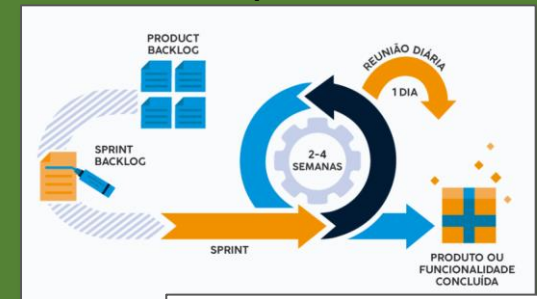 PRODUCT
BACKLOG
REUNIÃO DIÁRIA
1 DIA
2-4
SEMANAS
SPRINT
BACKLOG
SPRINT
PRODUTO OU
FUNCIONALIDADE
CONCLUÍDA